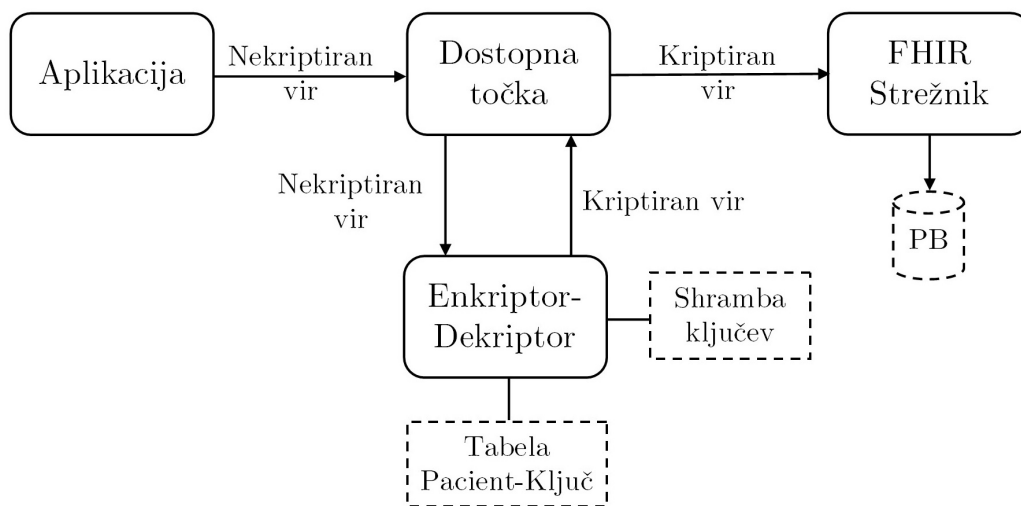 Aplikacija
Nekriptiran
vir
Dostopna
točka
Kriptiran
vir
FHIR
Strežnik
Nekriptiran
vir
Kriptiran vir
PB
Enkriptor-
Dekriptor
Shramba
ključev
Tabela
Pacient-Ključ